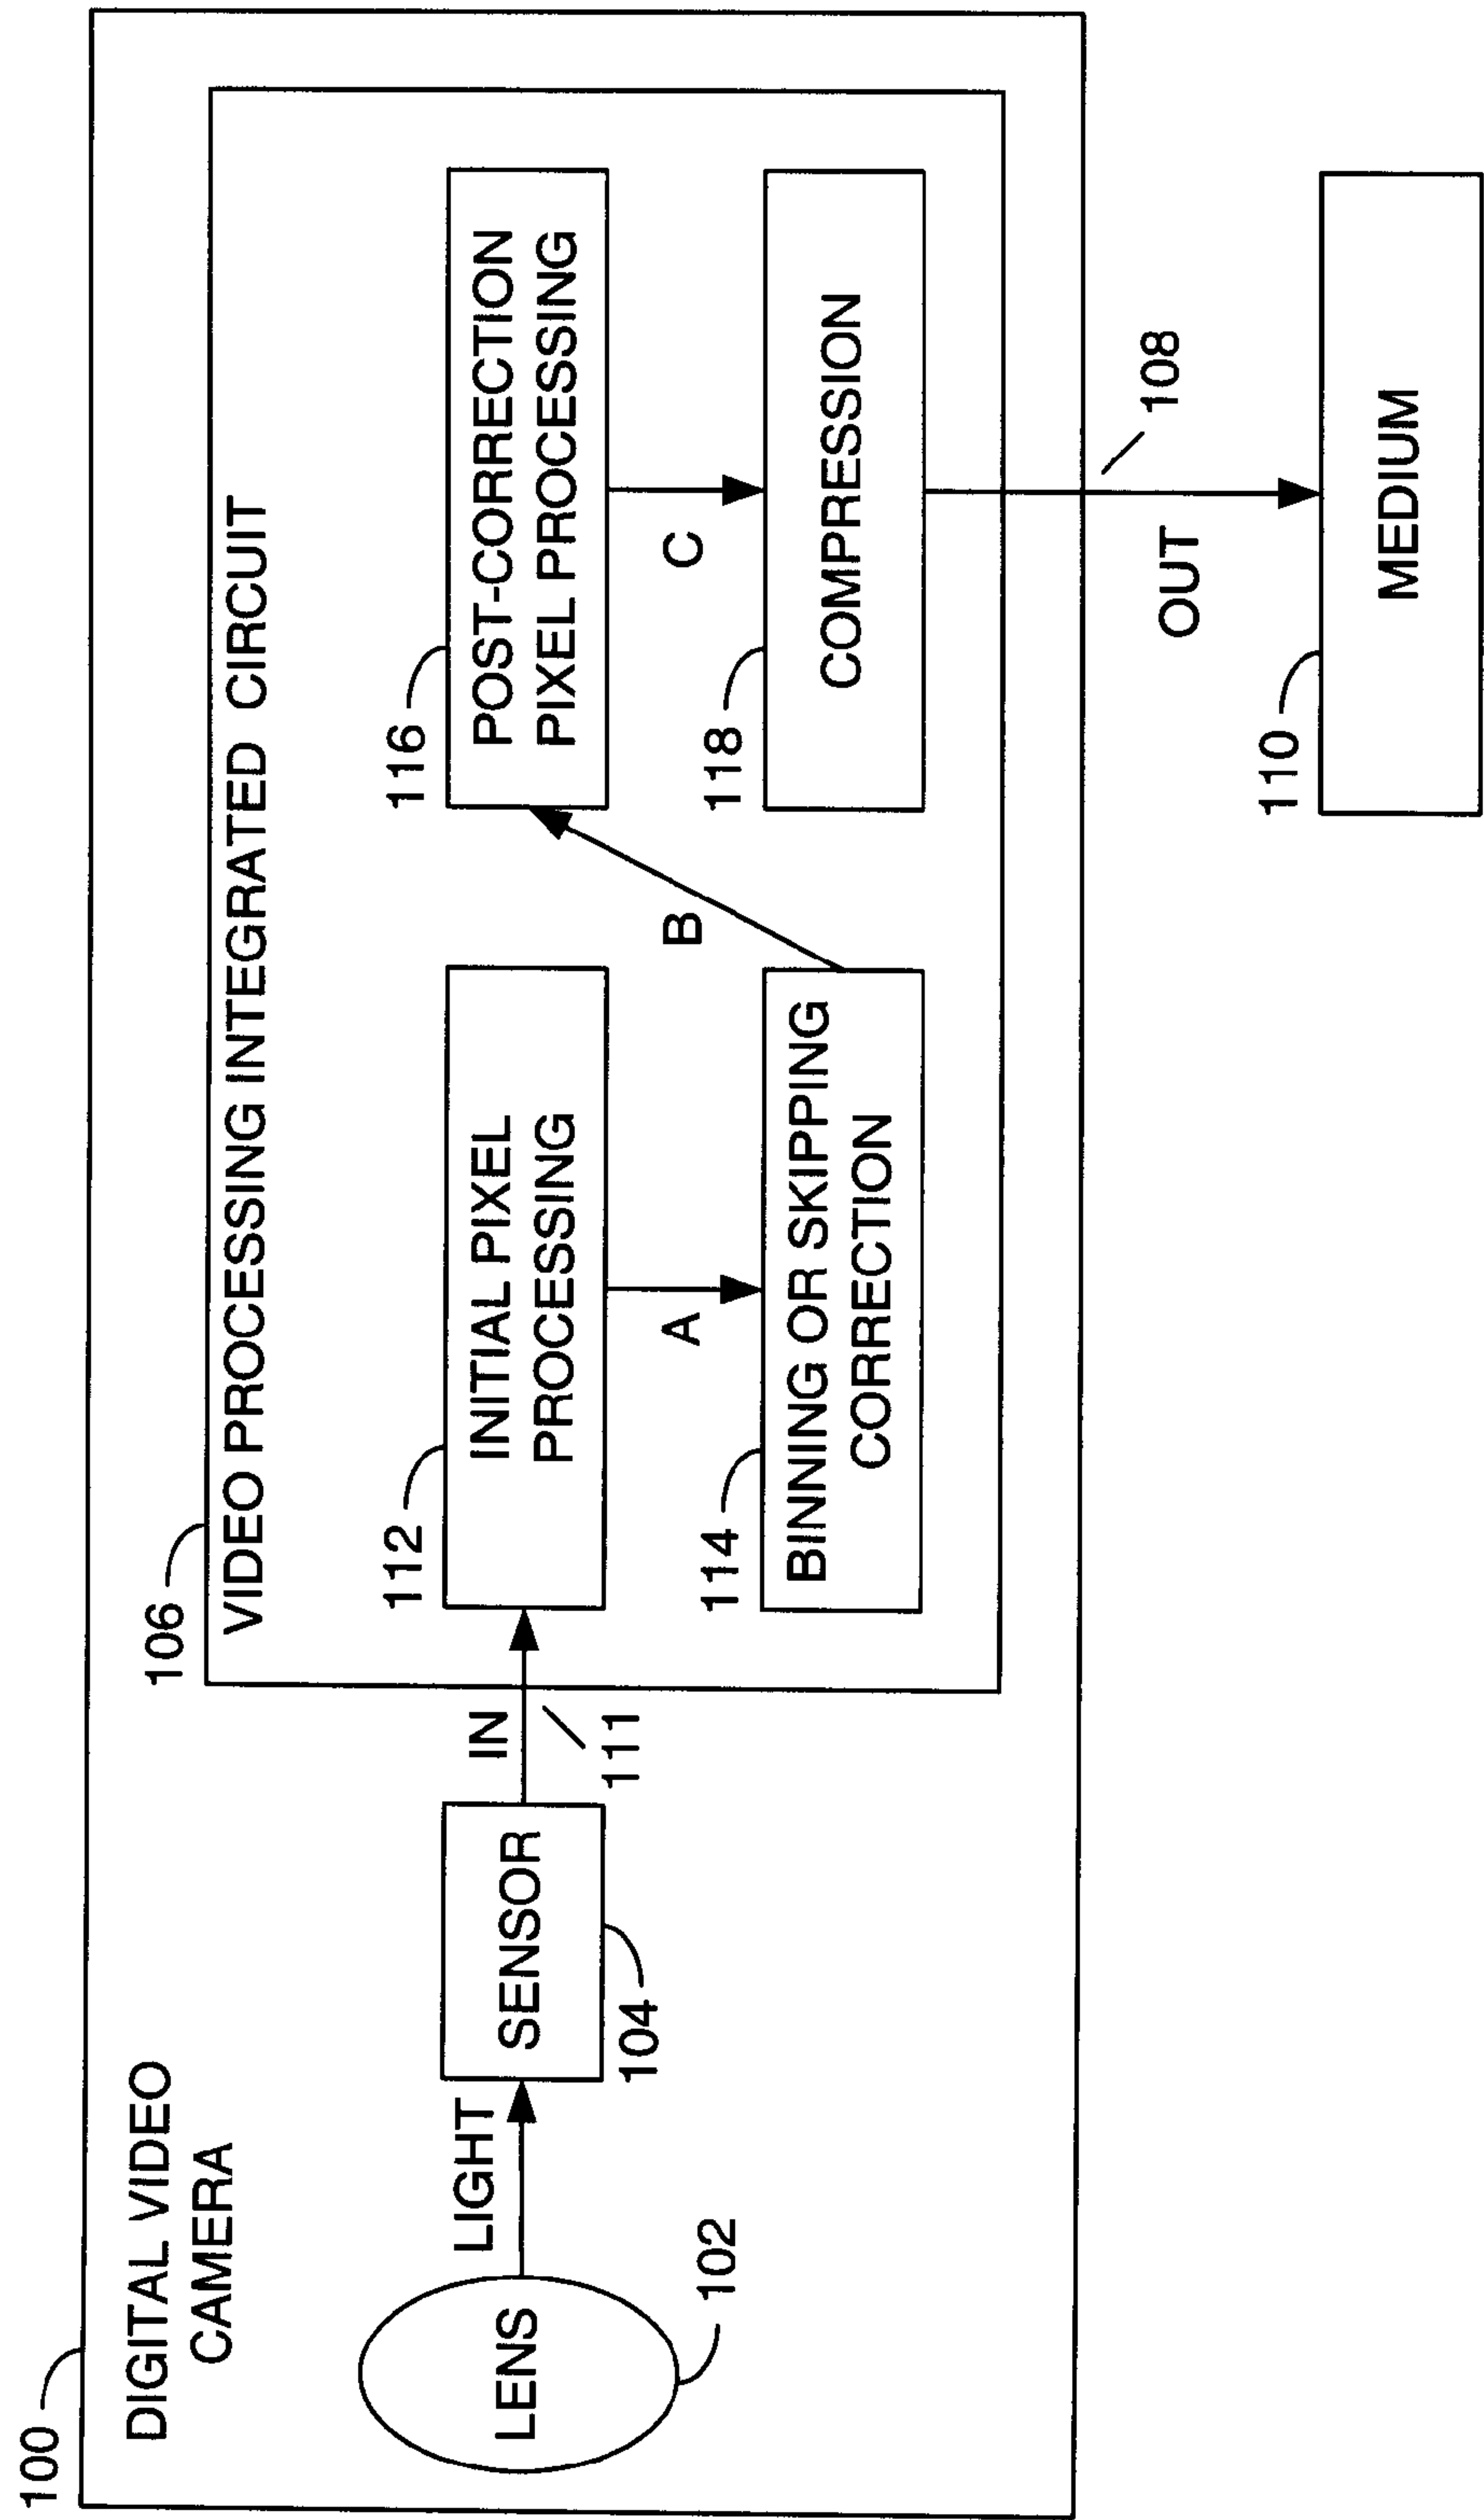 100
DIGITAL VIDEO
CAMERA
106
VIDEO PROCESSING INTEGRATED CIRCUIT
LENS
102
LIGHT
SENSOR
104
IN
111
112
INITIAL PIXEL
PROCESSING
A
114
BINNING OR SKIPPING
CORRECTION
B
116
POST-CORRECTION
PIXEL PROCESSING
C
118
COMPRESSION
OUT
108
110
MEDIUM